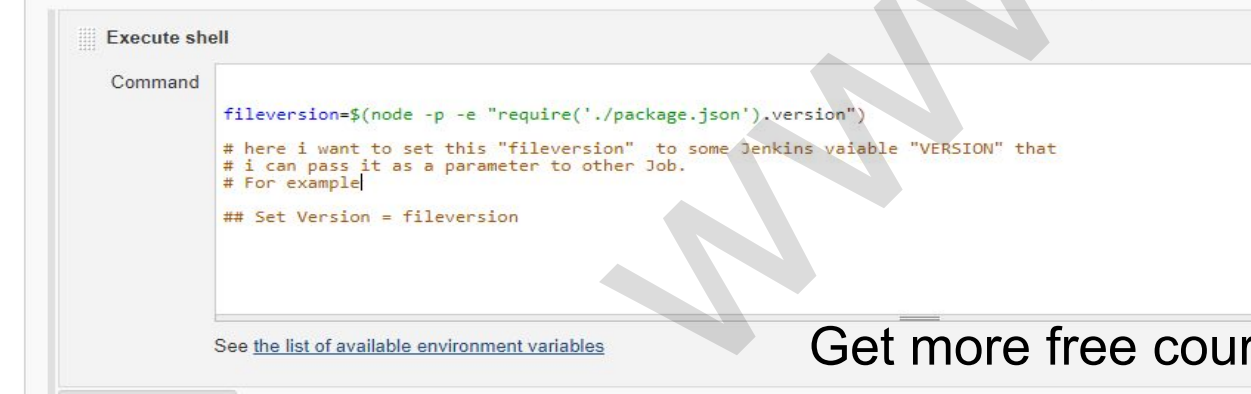 Execute shell
Command
fileversion=$(node -p -e "require('./package.json').version")
# here i want to set this "fileversion"  to some Jenkins vaiable "VERSION" that
# i can pass it as a parameter to other Job.
# For example
## Set Version = fileversion
See the list of available environment variables
Get more free cour